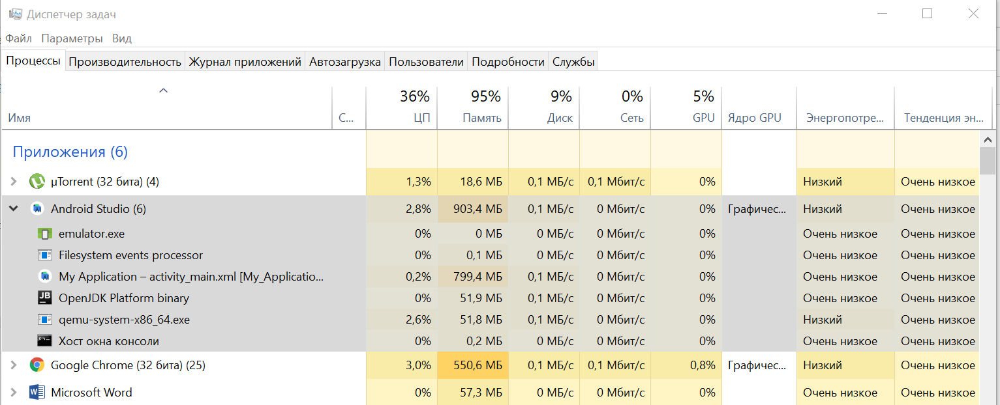 Диспетчер задач
Файл Параметры Вид
Процессы Производительность Журнал приложений Автозагрузка Пользователи Подробности Службы
36% 95% 9% 0% 5%
Имя С... ЦП Память Диск Сеть GPU Ядро GPU Энергопотре... Тенденция эн...
Приложения (6)
µTorrent (32 бита) (4) 1,3% 18,6 МБ 0,1 МБ/с 0,1 Мбит/с 0% Низкий Очень низкое
Android Studio (6) 2,8% 903,4 МБ 0,1 МБ/с 0 Мбит/с 0% Графичес... Низкий Очень низкое
emulator.exe 0% 0 МБ 0 МБ/с 0 Мбит/с 0% Очень низкое Очень низкое
Filesystem events processor 0% 0,1 МБ 0 МБ/с 0 Мбит/с 0% Очень низкое Очень низкое
My Application – activity_main.xml [My_Applicatio... 0,2% 799,4 МБ 0,1 МБ/с 0 Мбит/с 0% Очень низкое Очень низкое
JB OpenJDK Platform binary 0% 51,9 МБ 0,1 МБ/с 0 Мбит/с 0% Очень низкое Очень низкое
qemu-system-x86_64.exe 2,6% 51,8 МБ 0,1 МБ/с 0 Мбит/с 0% Низкий Очень низкое
Хост окна консоли 0% 0,2 МБ 0 МБ/с 0 Мбит/с 0% Очень низкое Очень низкое
Google Chrome (32 бита) (25) 3,0% 550,6 МБ 0,1 МБ/с 0,1 Мбит/с 0,8% Графичес... Низкий Очень низкое
Microsoft Word 0% 57,3 МБ 0 МБ/с 0 Мбит/с 0% Очень низкое Очень низкое